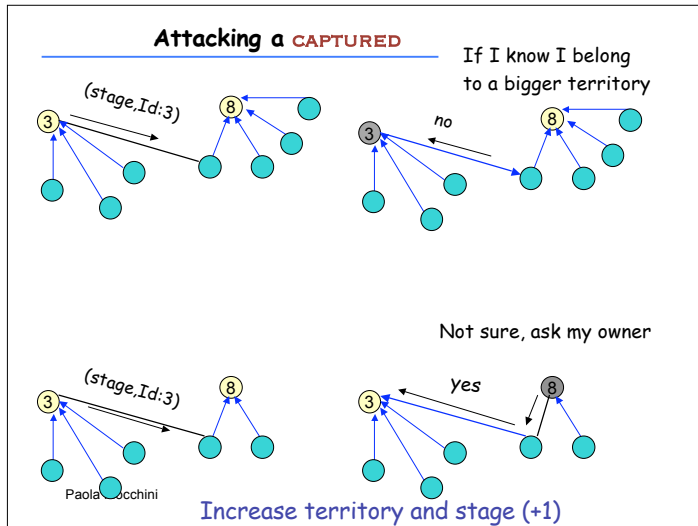 Attacking a CAPTURED
If I know I belong
to a bigger territory
(stage,Id:3)
3
8
no
3
8
Not sure, ask my owner
(stage,Id:3)
3
8
yes
3
8
Paola
Increase territory and stage (+1)